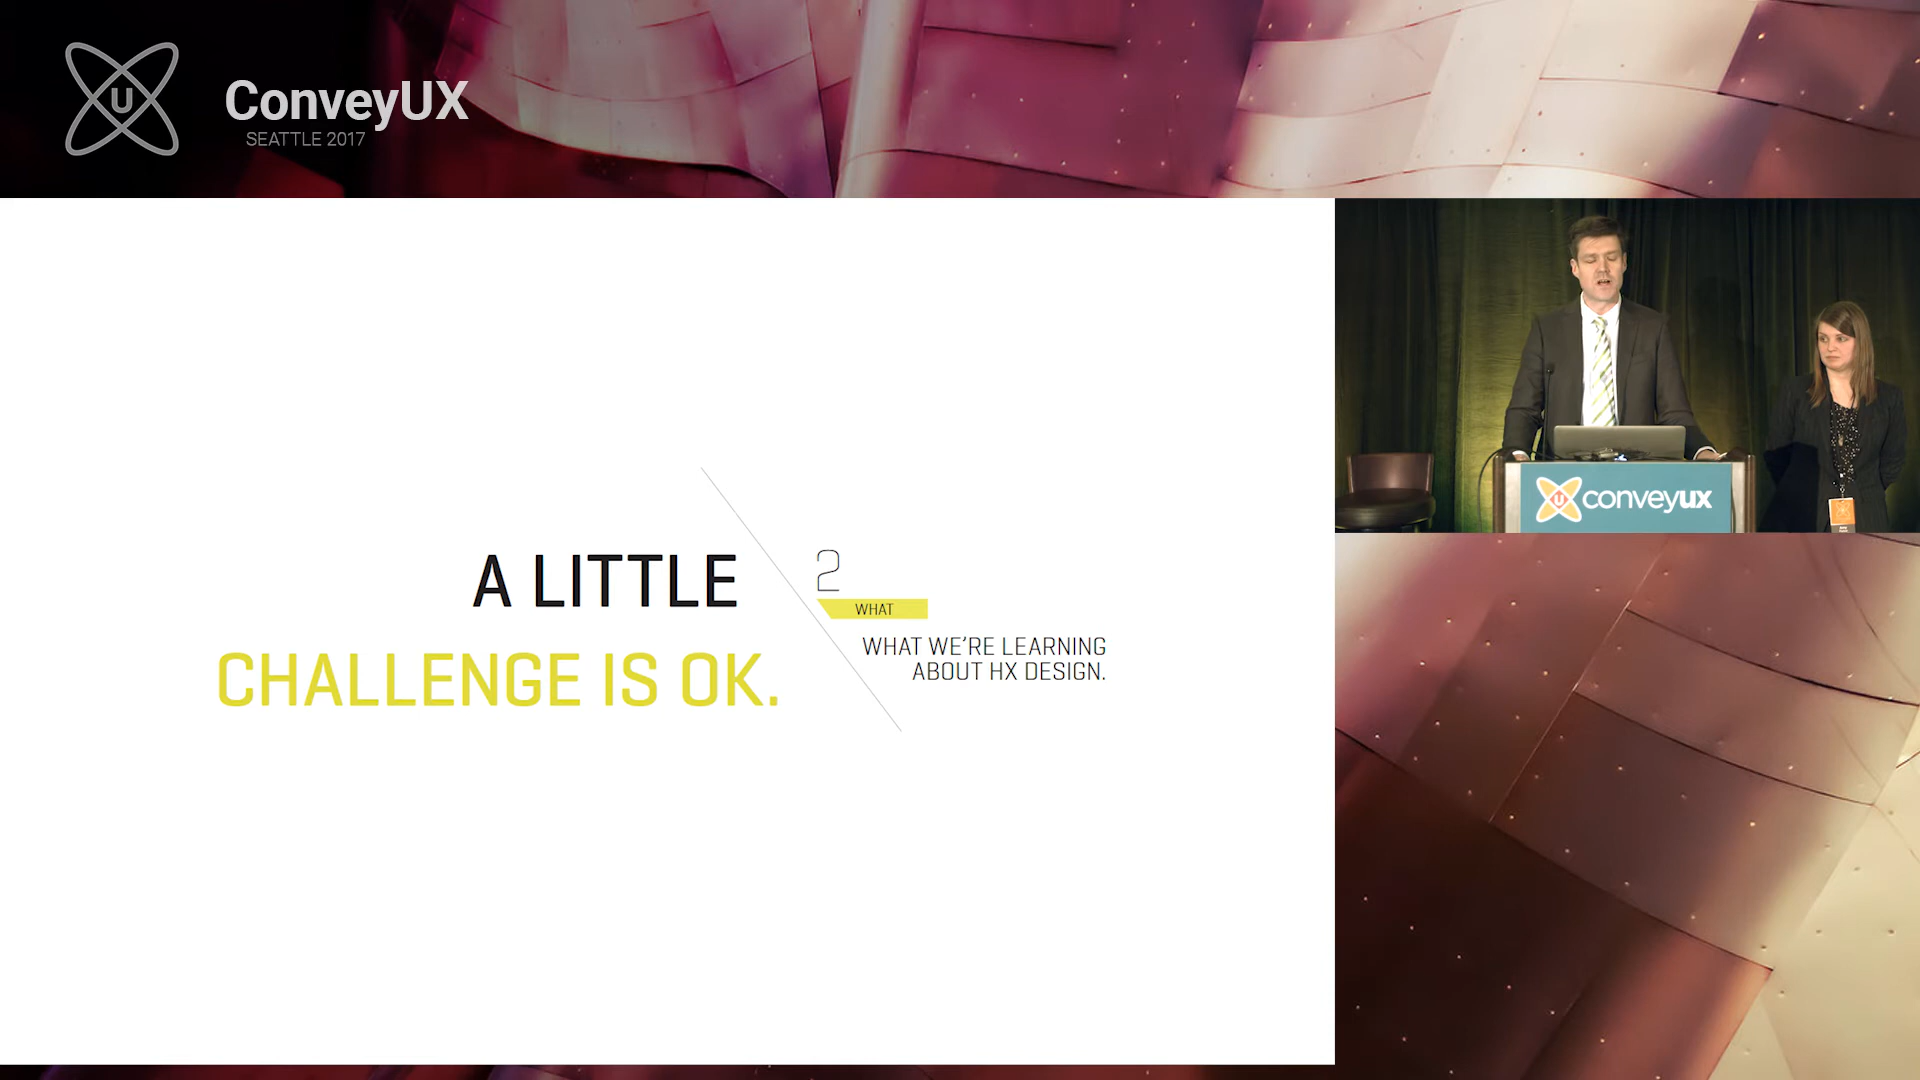 U
ConveyUX
SEATTLE 2017
A LITTLE
CHALLENGE IS OK.
2
WHAT
WHAT WE'RE LEARNING
ABOUT HX DESIGN.
U conveyux